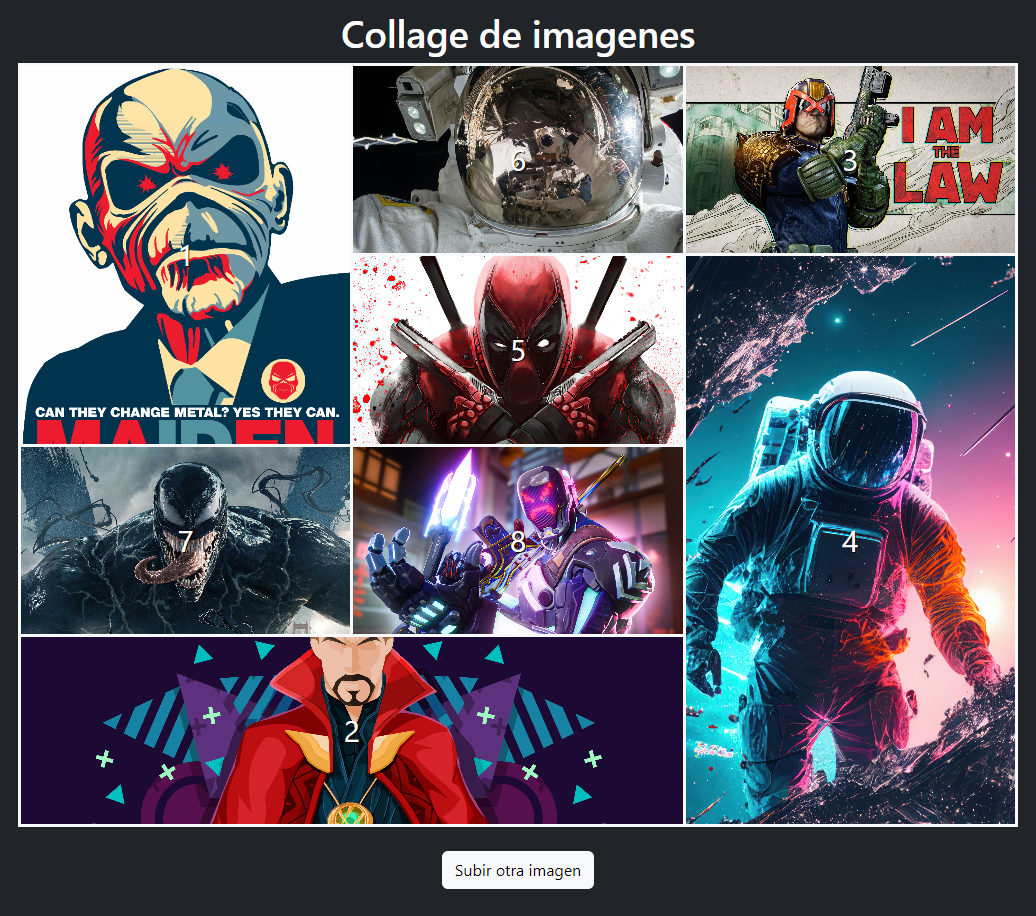 Collage de imagenes
1
CAN THEY CHANGE METAL? YES THEY CAN.
MAIDEN
6
3
I AM
THE
LAW
5
4
7
8
2
Subir otra imagen